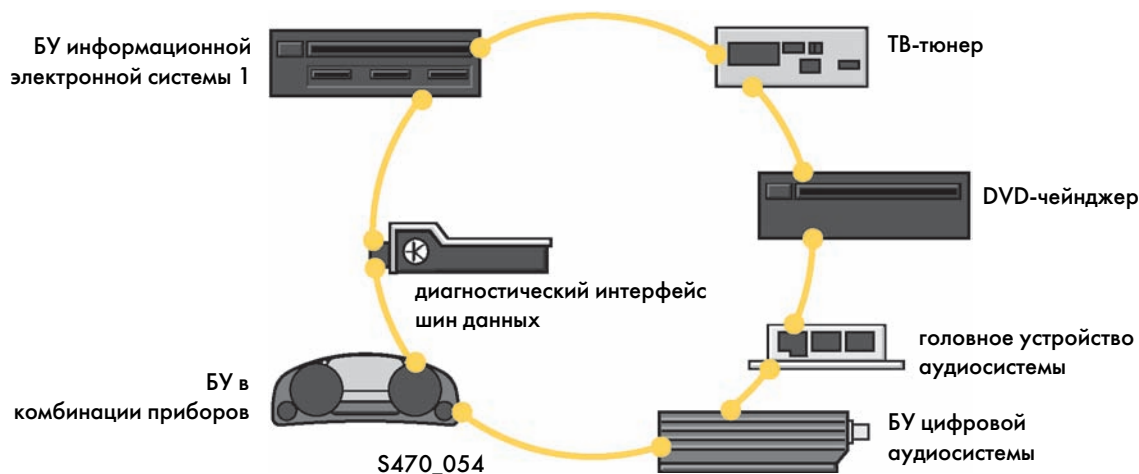 БУ информационной
электронной системы 1
ТВ-тюнер
DVD-чейнджер
диагностический интерфейс
шин данных
головное устройство
аудиосистемы
БУ в
комбинации приборов
БУ цифровой
аудиосистемы
S470_054